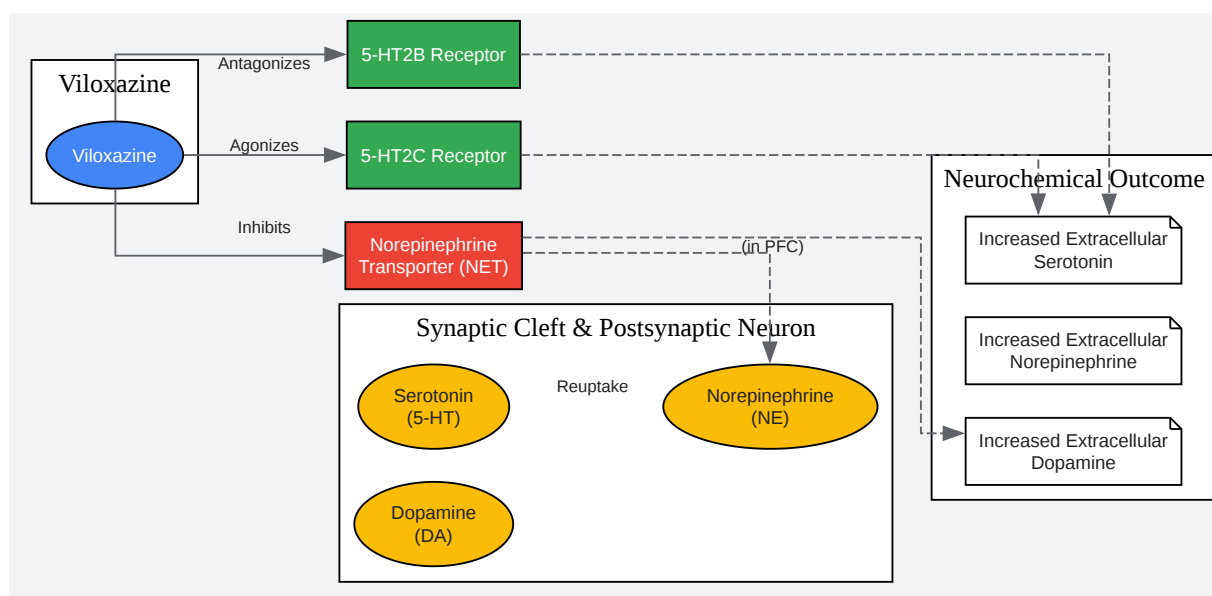 Viloxazine
Viloxazine
Antagonizes
Agonizes
Inhibits
5-HT2B Receptor
5-HT2C Receptor
Norepinephrine
Transporter (NET)
(in PFC)
Synaptic Cleft & Postsynaptic Neuron
Serotonin
(5-HT)
Reuptake
Norepinephrine
(NE)
Dopamine
(DA)
Neurochemical Outcome
Increased Extracellular
Serotonin
Increased Extracellular
Norepinephrine
Increased Extracellular
Dopamine